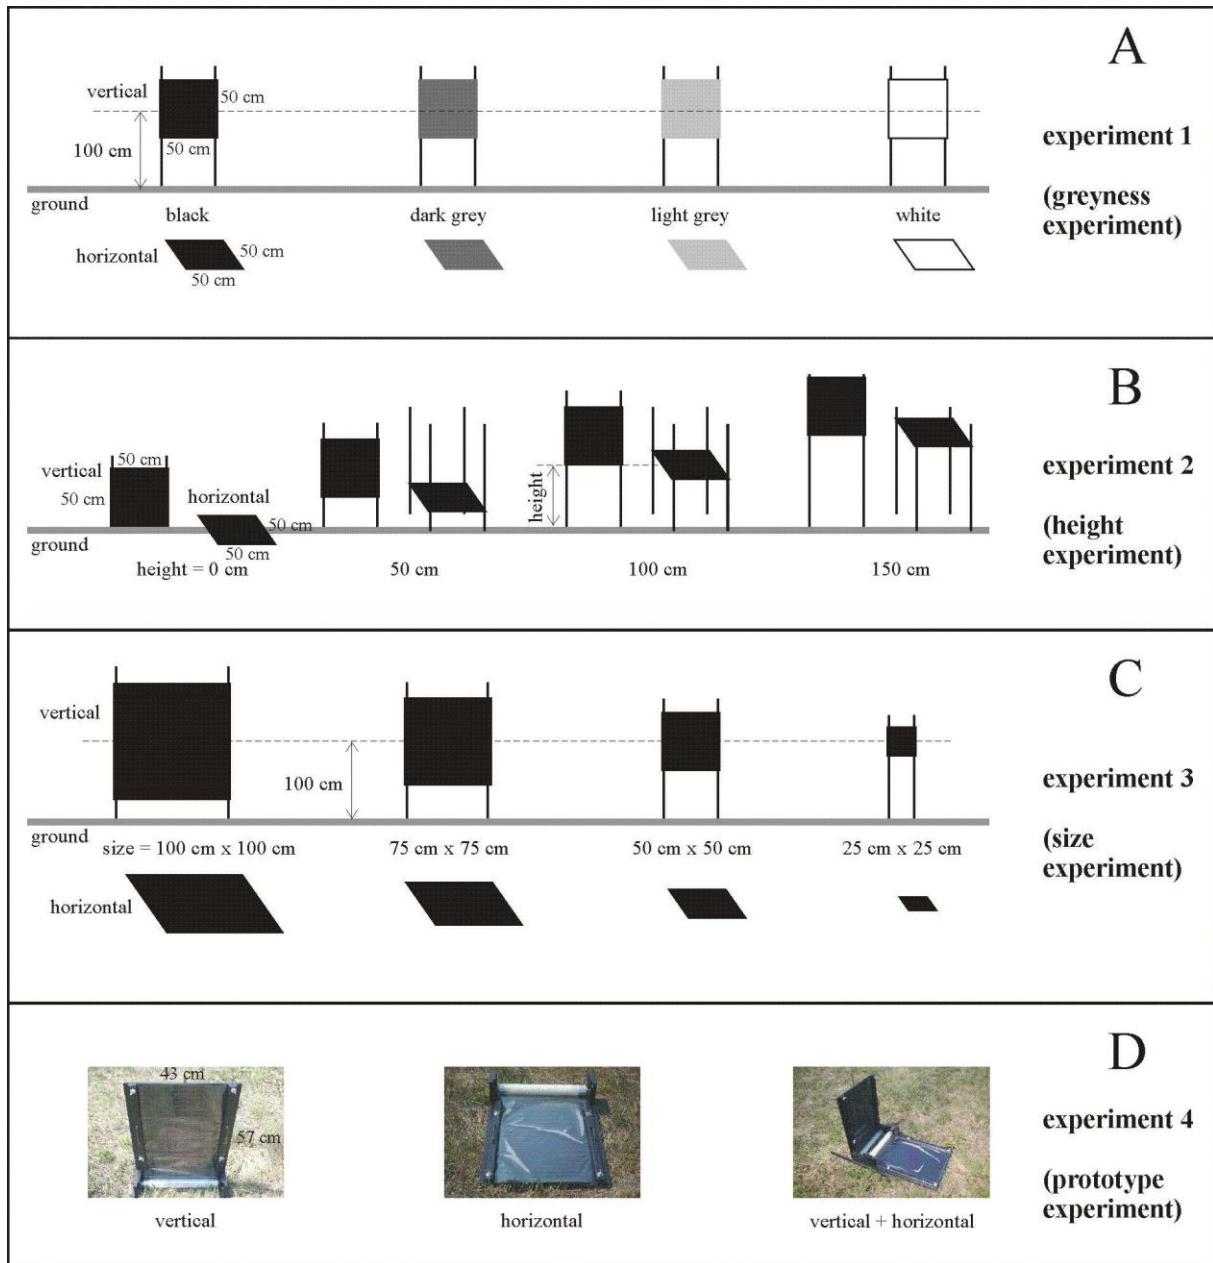 A
vertical
50 cm
100 cm
50 cm
experiment 1
ground
black
dark grey
light grey
white
(greyness
experiment)
horizontal
50 cm
50 cm
B
vertical
50 cm
50 cm
horizontal
50 cm
50 cm
height
experiment 2
ground
height = 0 cm
50 cm
100 cm
150 cm
(height
experiment)
C
vertical
100 cm
experiment 3
ground
size = 100 cm x 100 cm
75 cm x 75 cm
50 cm x 50 cm
25 cm x 25 cm
(size
experiment)
horizontal
D
43 cm
57 cm
experiment 4
vertical
horizontal
vertical + horizontal
(prototype
experiment)